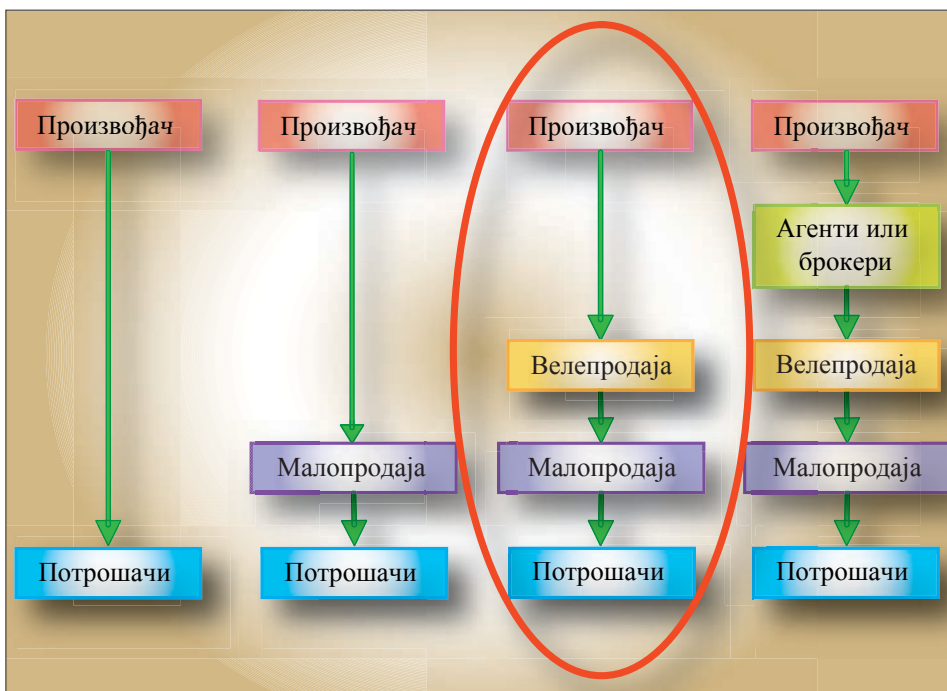 Произвођач
Произвођач
Произвођач
Произвођач
Агенти или
брокери
Велепродаја
Велепродаја
Малопродаја
Малопродаја
Малопродаја
Потрошачи
Потрошачи
Потрошачи
Потрошачи